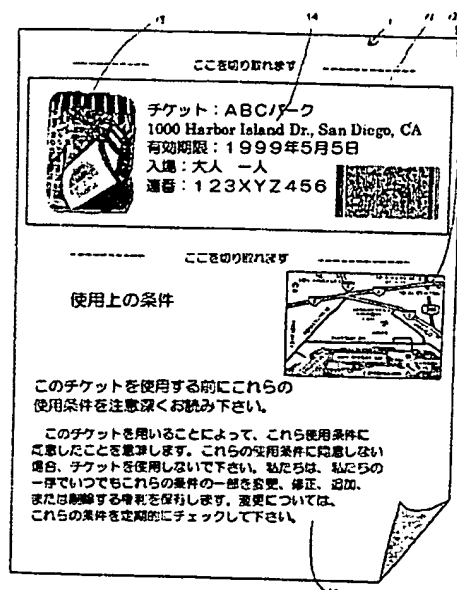 13 14 1 11
ここを切り取れます
チケット：ABCパーク
1000 Harbor Island Dr., San Diego, CA
有効期限：1999年5月5日
入場：大人 一人
連番：123XYZ456
ここを切り取れます
使用上の条件
このチケットを使用する前にこれらの
使用条件を注意深くお読み下さい。
このチケットを用いることによって、これら使用条件に
同意したことを意味します。これらの使用条件に同意しない
場合、チケットを使用しないで下さい。私たちは、私たちの
一存でいつでもこれらの条件の一部を変更、修正、追加、
または削除する権利を保有します。変更については、
これらの条件を定期的にチェックして下さい。